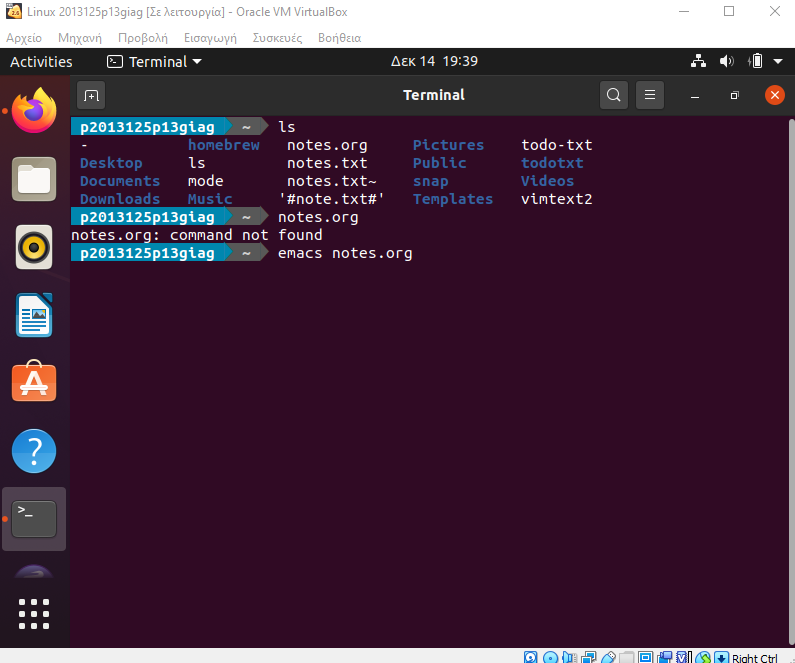 Linux 2013125p13giag [Σε λειτουργία] - Oracle VM VirtualBox
Αρχείο Μηχανή Προβολή Εισαγωγή Συσκευές Βοήθεια
Activities Terminal Δεκ 14 19:39
Terminal
p2013125p13giag ~ ls
- homebrew notes.org Pictures todo-txt
Desktop ls notes.txt Public todotxt
Documents mode notes.txt~ snap Videos
Downloads Music '#note.txt#' Templates vimtext2
p2013125p13giag ~ notes.org
notes.org: command not found
p2013125p13giag ~ emacs notes.org
Right Ctrl